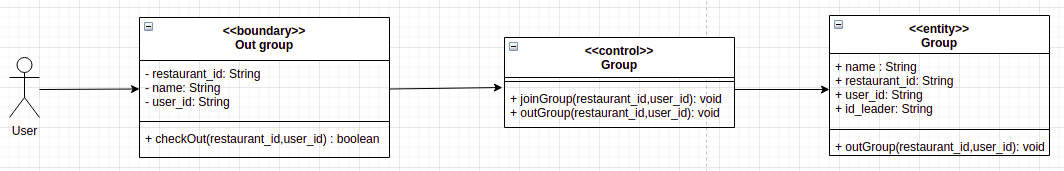 User
<<boundary>>
Out group
- restaurant_id: String
- name: String
- user_id: String
+ checkOut(restaurant_id,user_id) : boolean
<<control>>
Group
+ joinGroup(restaurant_id,user_id): void
+ outGroup(restaurant_id,user_id): void
<<entity>>
Group
+ name : String
+ restaurant_id: String
+ user_id: String
+ id_leader: String
+ outGroup(restaurant_id,user_id): void